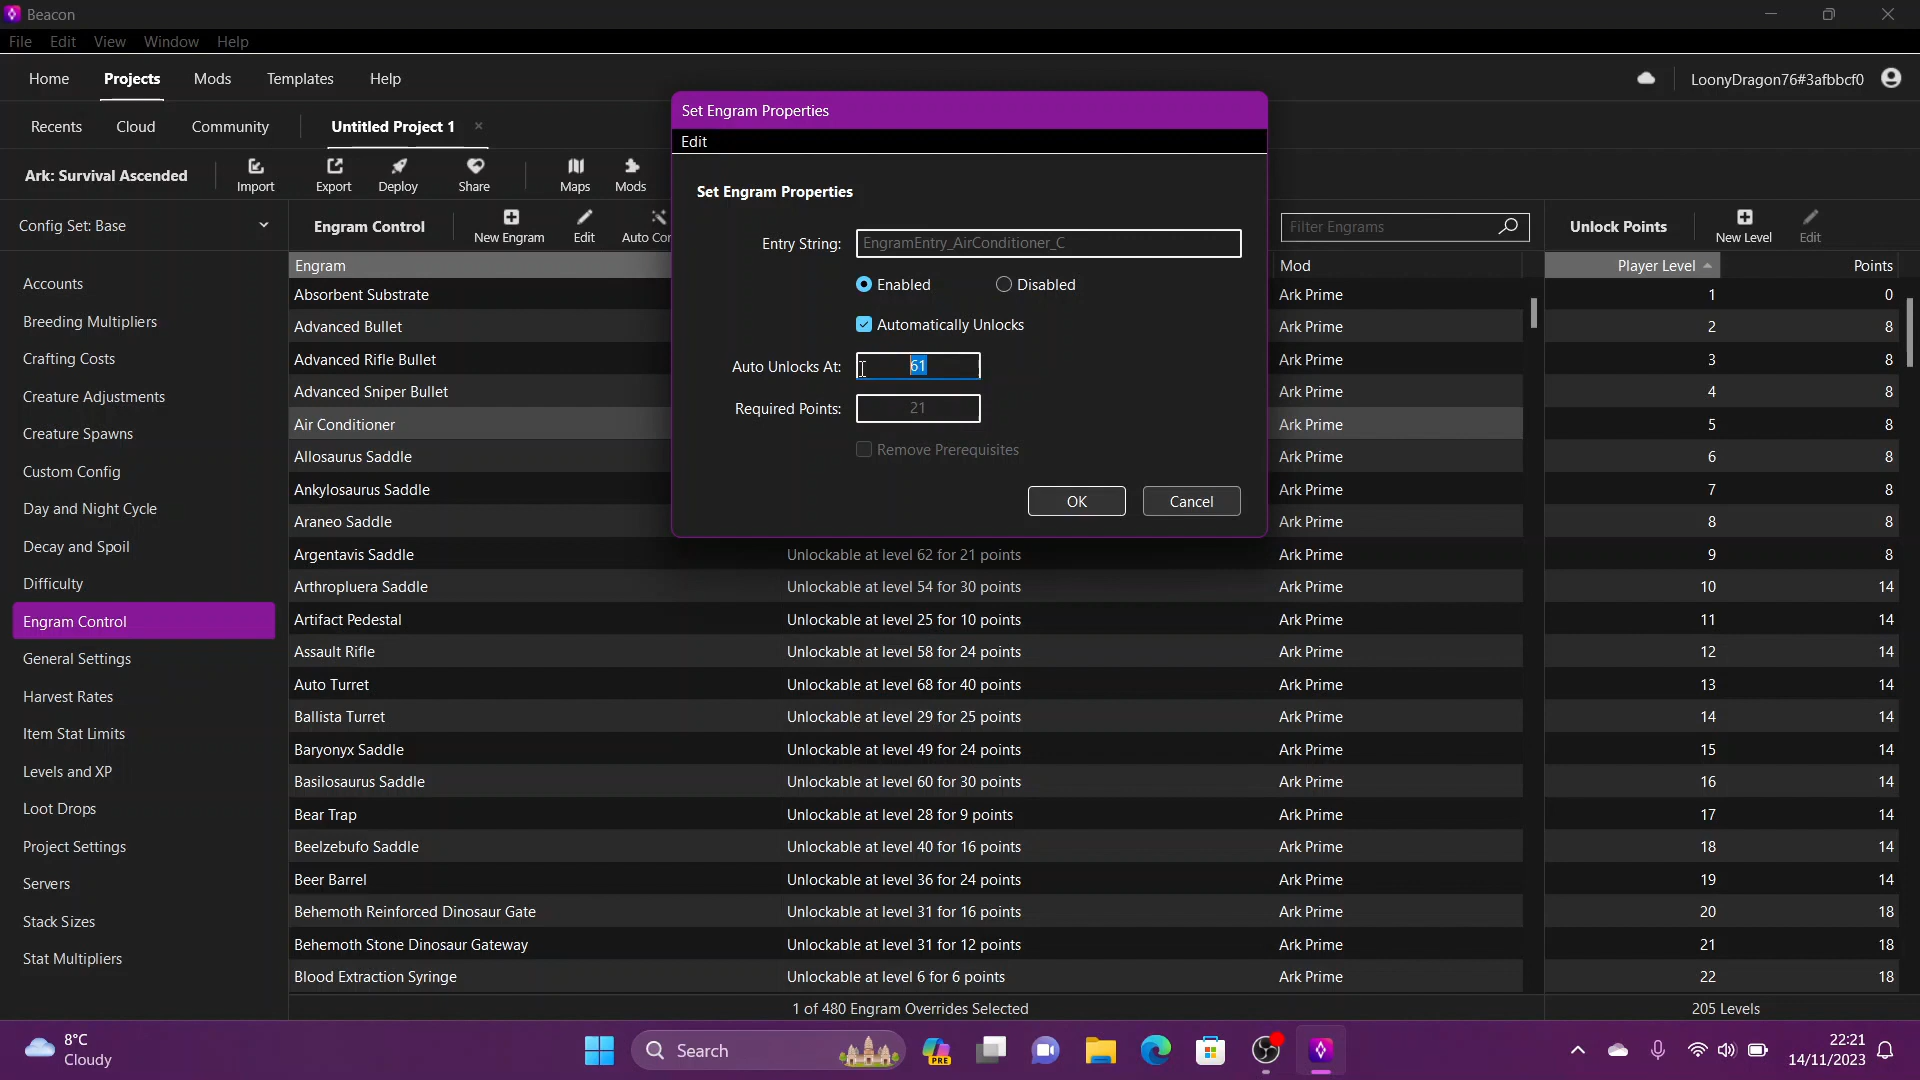 Beacon
File Edit View Window Help
Home Projects Mods Templates Help
LoonyDragon76#3afbbcf0
Recents Cloud Community Untitled Project 1 ×
Ark: Survival Ascended Import Export Deploy Share Maps Mods
Config Set: Base
Engram Control New Engram Edit Auto Con
Filter Engrams
Unlock Points New Level Edit
Accounts
Breeding Multipliers
Crafting Costs
Creature Adjustments
Creature Spawns
Custom Config
Day and Night Cycle
Decay and Spoil
Difficulty
Engram Control
General Settings
Harvest Rates
Item Stat Limits
Levels and XP
Loot Drops
Project Settings
Servers
Stack Sizes
Stat Multipliers
Set Engram Properties
Edit
Set Engram Properties
Entry String: EngramEntry_AirConditioner_C
Enabled Disabled
Automatically Unlocks
Auto Unlocks At: 61
Required Points: 21
Remove Prerequisites
OK Cancel
Engram Mod
Absorbent Substrate Ark Prime
Advanced Bullet Ark Prime
Advanced Rifle Bullet Ark Prime
Advanced Sniper Bullet Ark Prime
Air Conditioner Ark Prime
Allosaurus Saddle Ark Prime
Ankylosaurus Saddle Ark Prime
Araneo Saddle Ark Prime
Argentavis Saddle Unlockable at level 62 for 21 points Ark Prime
Arthropluera Saddle Unlockable at level 54 for 30 points Ark Prime
Artifact Pedestal Unlockable at level 25 for 10 points Ark Prime
Assault Rifle Unlockable at level 58 for 24 points Ark Prime
Auto Turret Unlockable at level 68 for 40 points Ark Prime
Ballista Turret Unlockable at level 29 for 25 points Ark Prime
Baryonyx Saddle Unlockable at level 49 for 24 points Ark Prime
Basilosaurus Saddle Unlockable at level 60 for 30 points Ark Prime
Bear Trap Unlockable at level 28 for 9 points Ark Prime
Beelzebufo Saddle Unlockable at level 40 for 16 points Ark Prime
Beer Barrel Unlockable at level 36 for 24 points Ark Prime
Behemoth Reinforced Dinosaur Gate Unlockable at level 31 for 16 points Ark Prime
Behemoth Stone Dinosaur Gateway Unlockable at level 31 for 12 points Ark Prime
Blood Extraction Syringe Unlockable at level 6 for 6 points Ark Prime
1 of 480 Engram Overrides Selected
Player Level Points
1 0
2 8
3 8
4 8
5 8
6 8
7 8
8 8
9 8
10 14
11 14
12 14
13 14
14 14
15 14
16 14
17 14
18 14
19 14
20 18
21 18
22 18
205 Levels
8°C
Cloudy
Search
PRE
22:21
14/11/2023